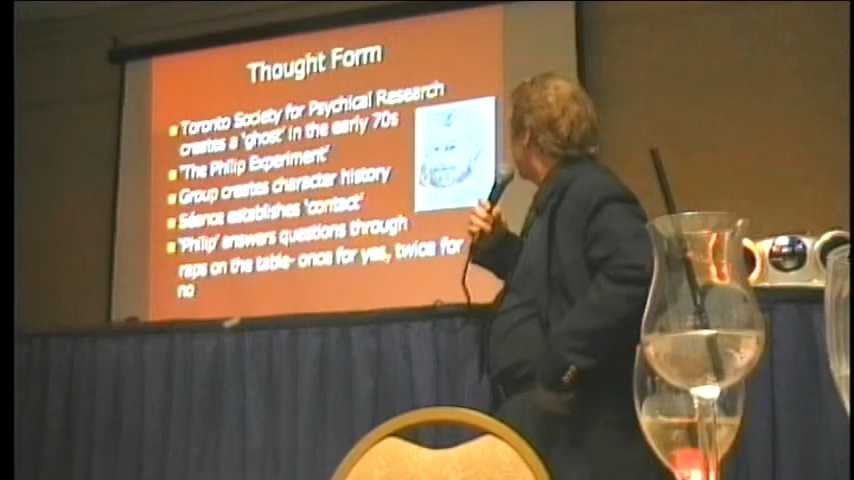 Thought Form
Toronto Society for Psychical Research
creates a 'ghost' in the early 70s
'The Philip Experiment'
Group creates character history
Séance establishes 'contact'
'Philip' answers questions through
raps on the table-once for yes, twice for
no